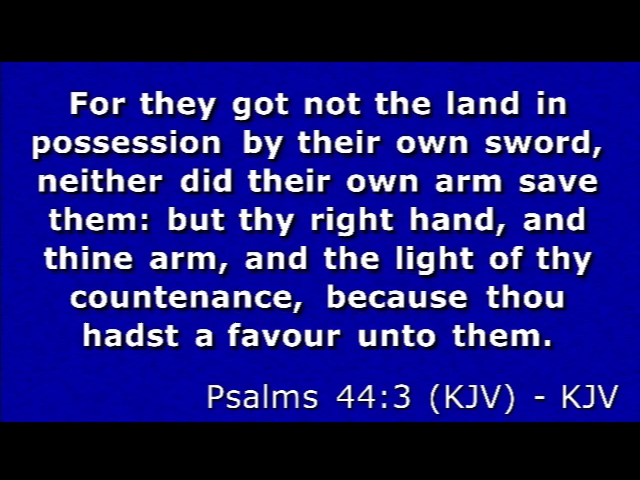 For they got not the land in
possession by their own sword,
neither did their own arm save
them: but thy right hand, and
thine arm, and the light of thy
countenance, because thou
hadst a favour unto them.
Psalms 44:3 (KJV) - KJV